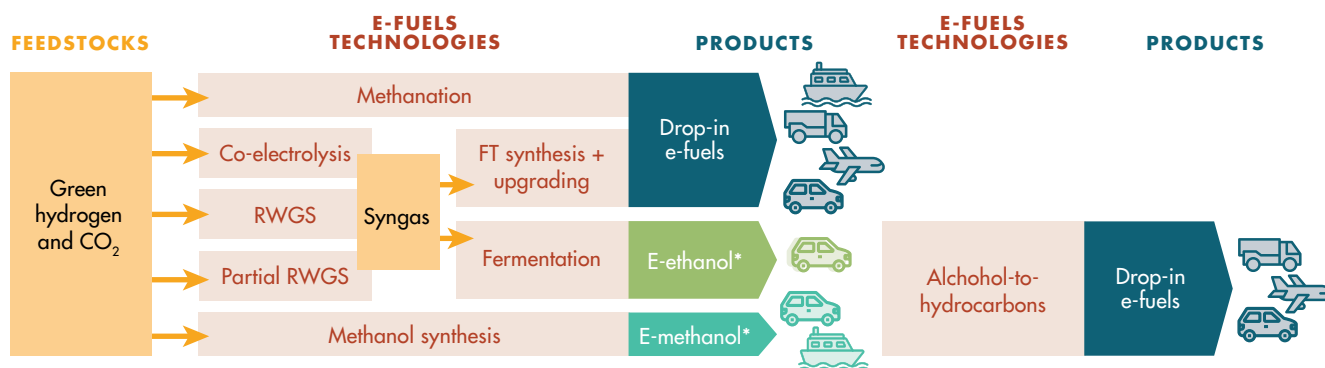 FEEDSTOCKS
E-FUELS
TECHNOLOGIES
PRODUCTS
E-FUELS
TECHNOLOGIES
PRODUCTS
Green
hydrogen
and CO₂
Methanation
Co-electrolysis
RWGS
Partial RWGS
Syngas
FT synthesis +
upgrading
Fermentation
Methanol synthesis
Drop-in
e-fuels
E-ethanol*
E-methanol*
Alchohol-to-
hydrocarbons
Drop-in
e-fuels